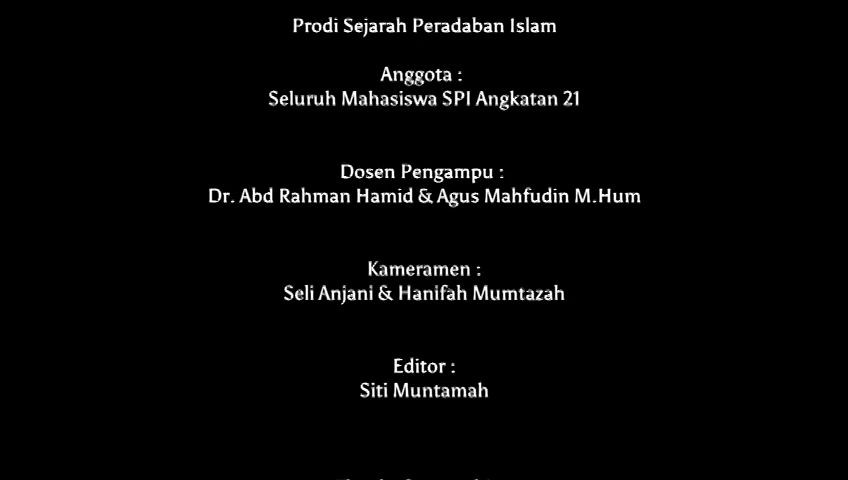 Prodi Sejarah Peradaban Islam
Anggota :
Seluruh Mahasiswa SPI Angkatan 21
Dosen Pengampu :
Dr. Abd Rahman Hamid & Agus Mahfudin M.Hum
Kameramen :
Seli Anjani & Hanifah Mumtazah
Editor :
Siti Muntamah